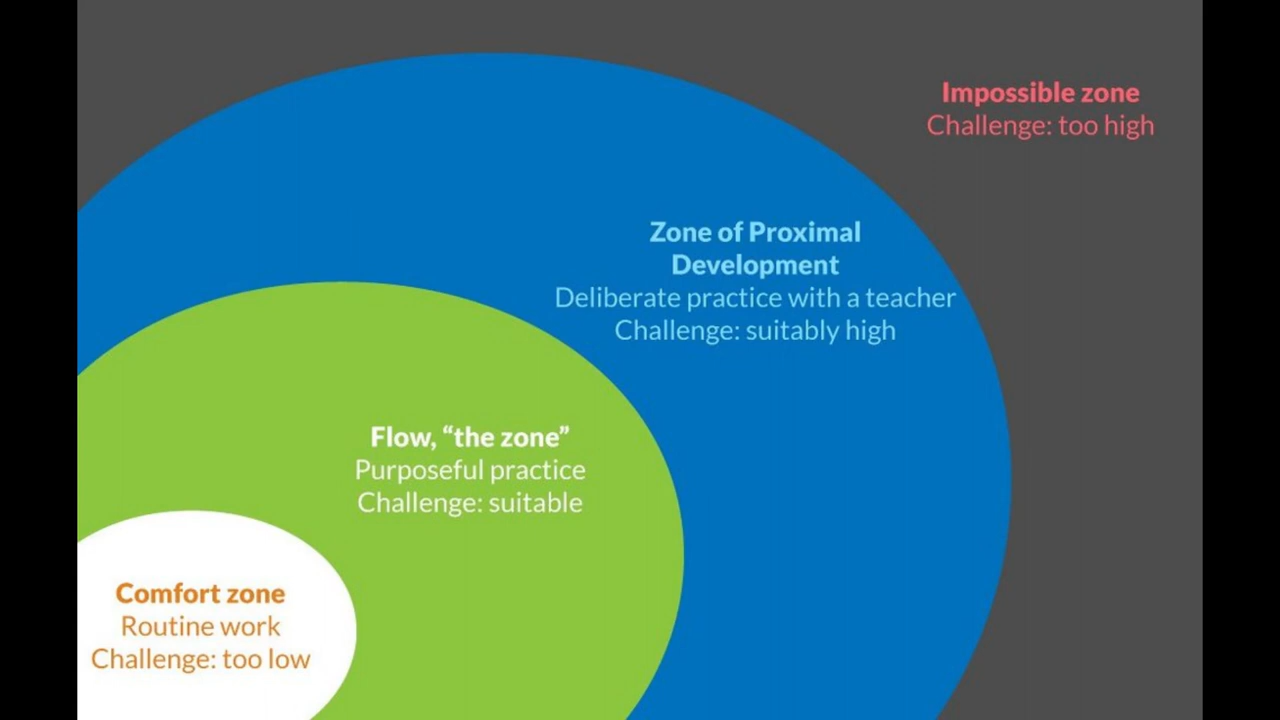 Impossible zone
Challenge: too high
Zone of Proximal
Development
Deliberate practice with a teacher
Challenge: suitably high
Flow, “the zone”
Purposeful practice
Challenge: suitable
Comfort zone
Routine work
Challenge: too low